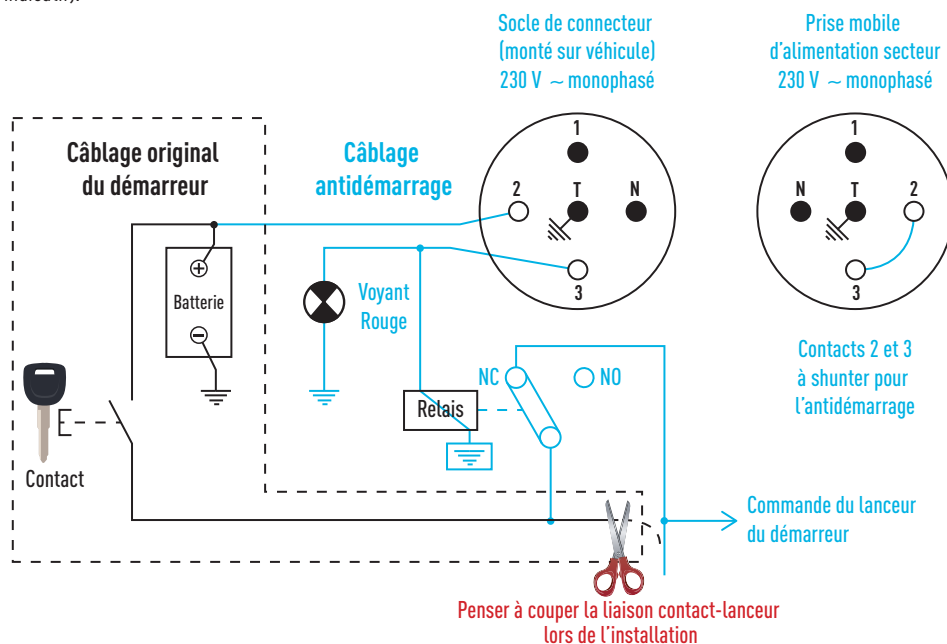 indicatif).
Socle de connecteur
(monté sur véhicule)
230 V ~ monophasé
Prise mobile
d'alimentation secteur
230 V ~ monophasé
Câblage original
du démarreur
Câblage
antidémarrage
1
2
T
N
3
1
N
T
2
3
+
Batterie
−
Voyant
Rouge
Contacts 2 et 3
à shunter pour
l'antidémarrage
NC
NO
Relais
Contact
Commande du lanceur
du démarreur
Penser à couper la liaison contact-lanceur
lors de l'installation